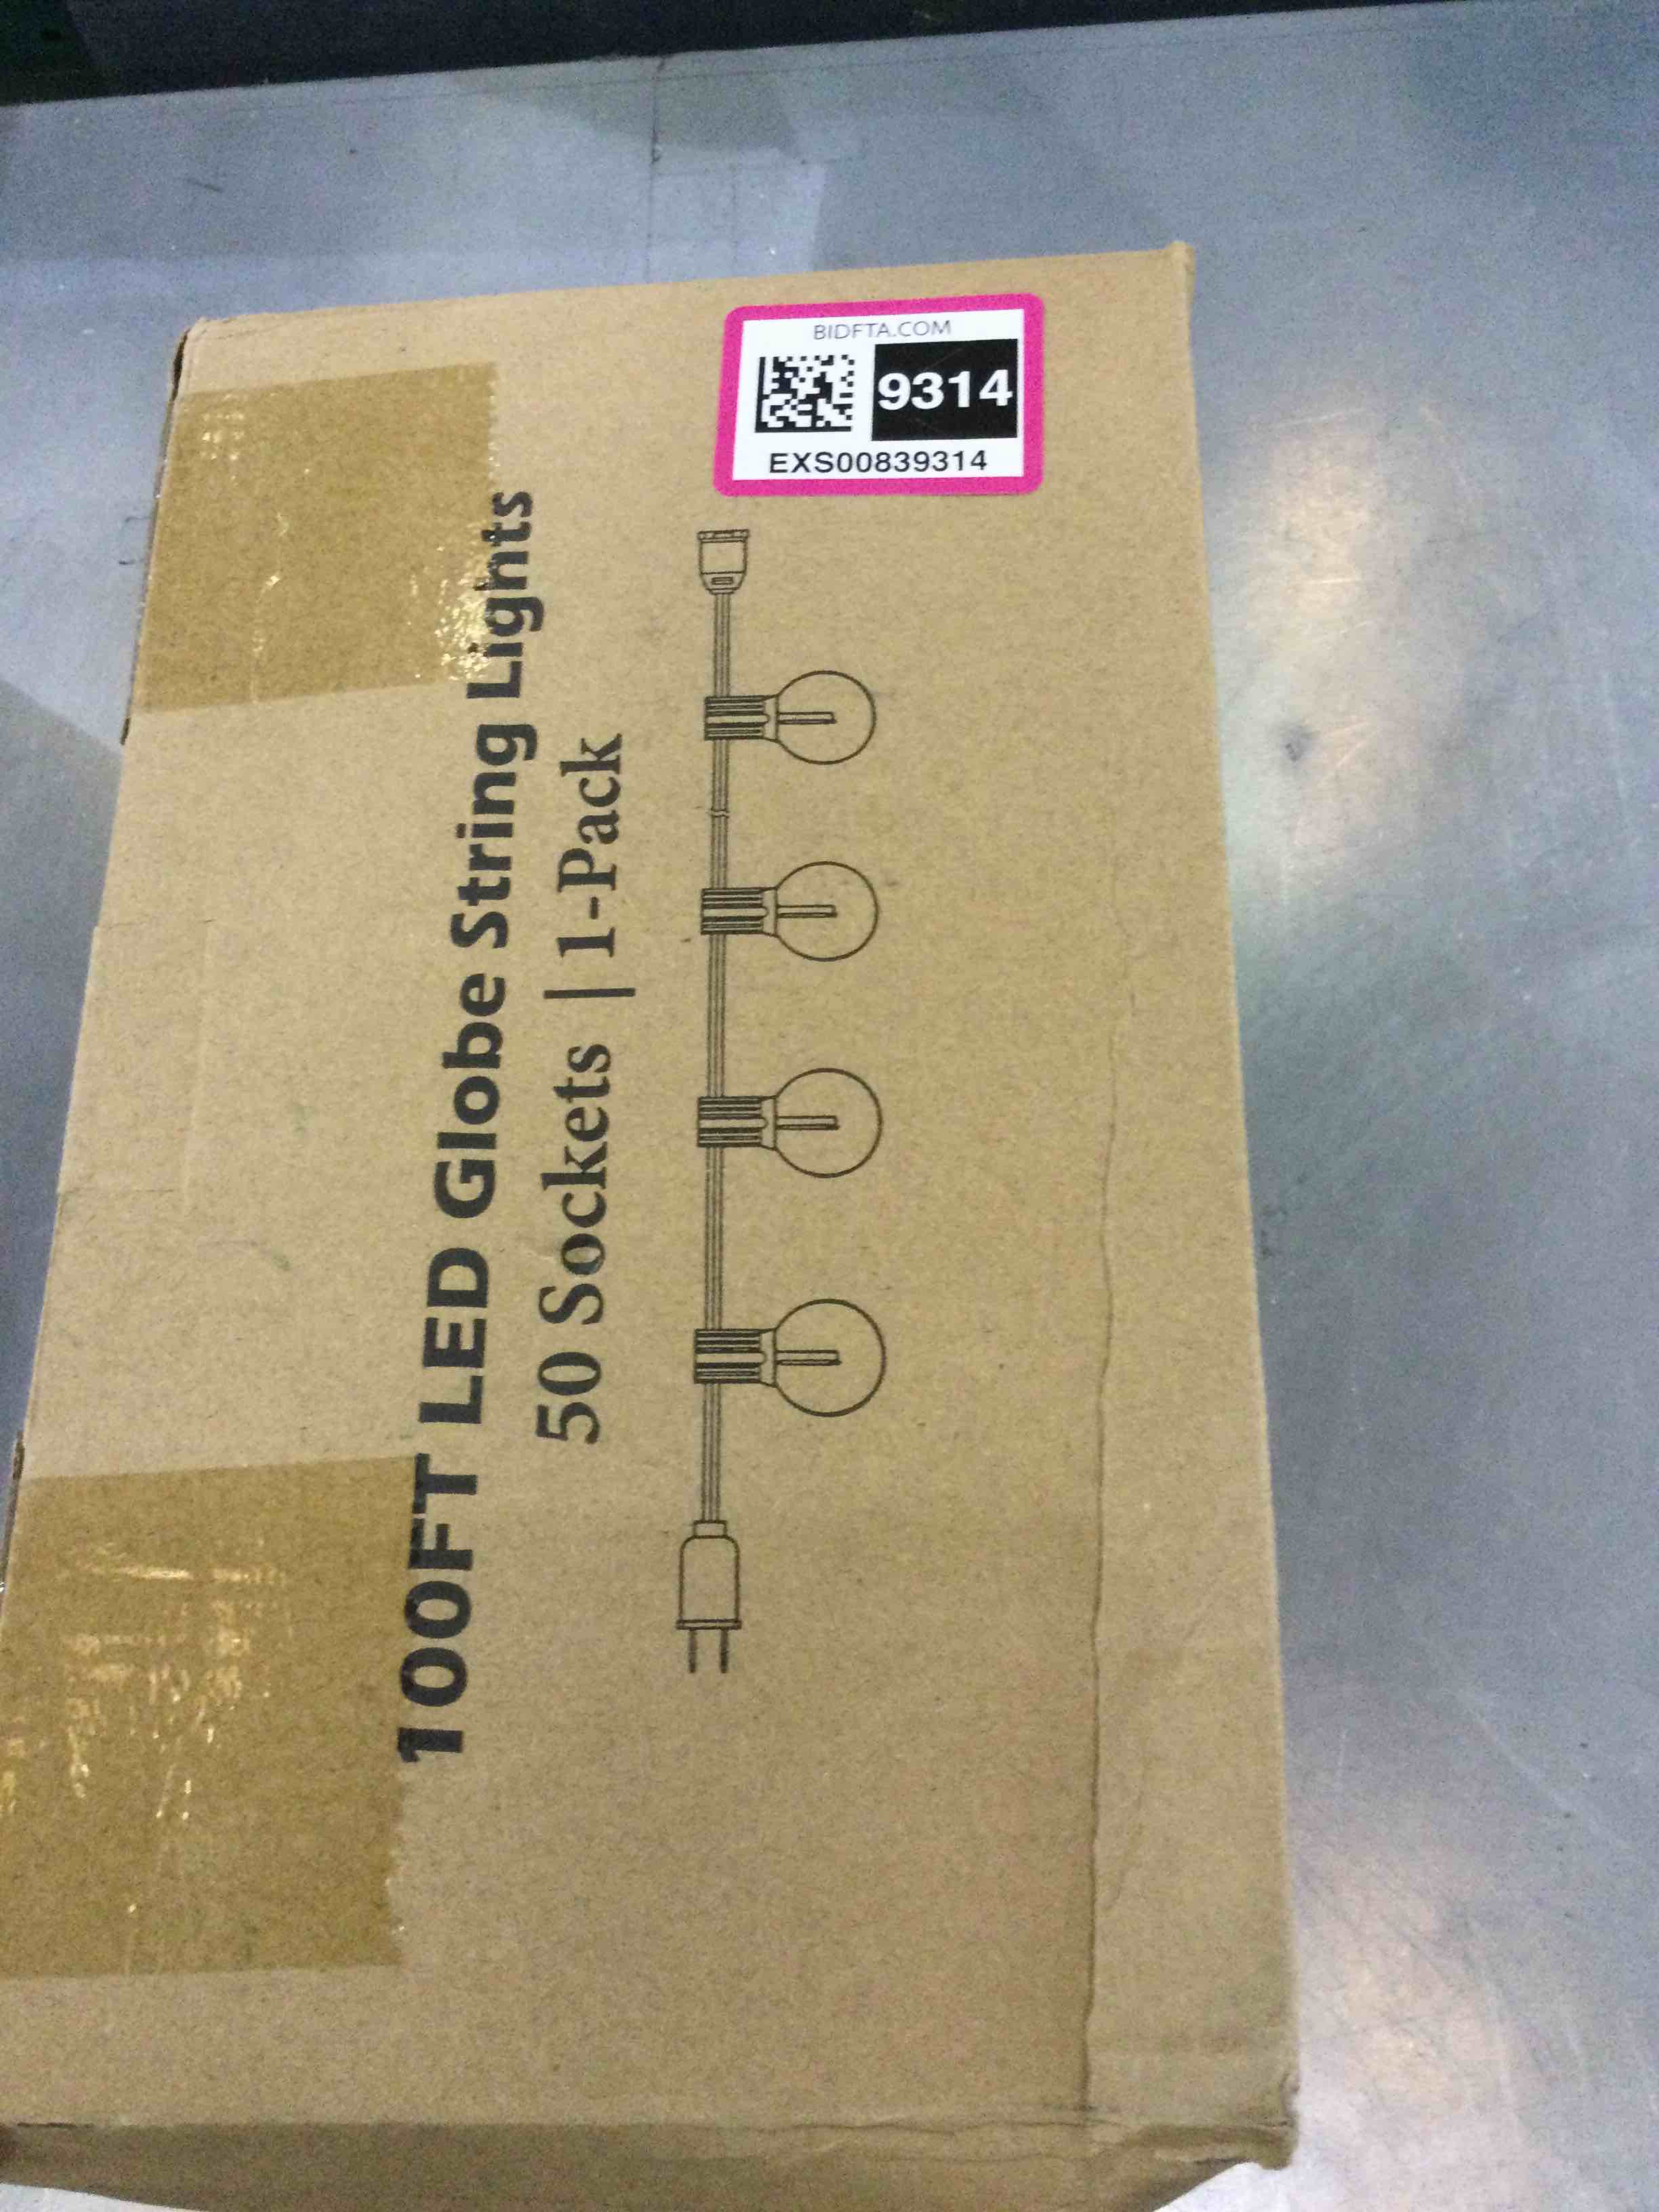 BIDFTA.COM
9314
EXS00839314
100FT LED Globe String Lights
50 Sockets | 1-Pack